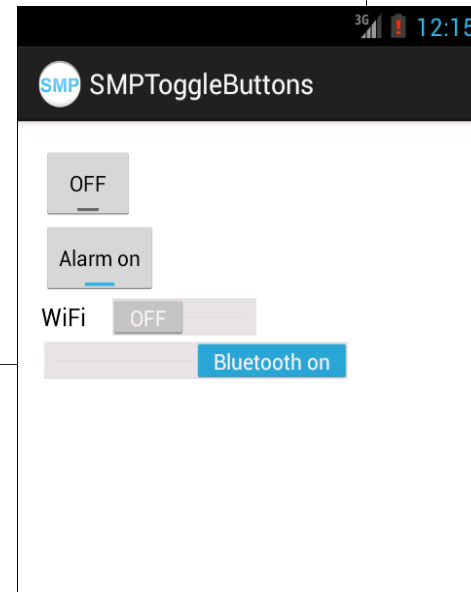 3G 12:15
SMP SMPToggleButtons
OFF
Alarm on
WiFi OFF
Bluetooth on